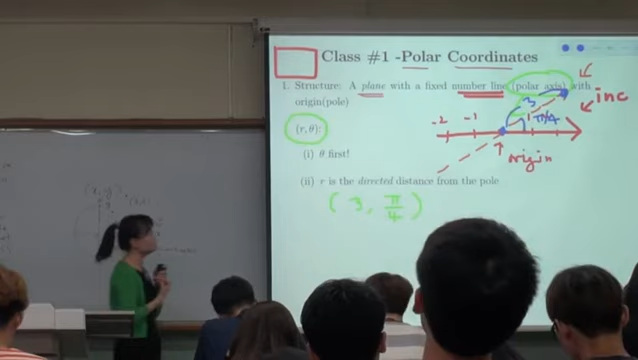 Class #1 -Polar Coordinates
1. Structure: A plane with a fixed number line (polar axis) with
origin(pole)
3
inc
-2 -1 1 π/4
(r, θ):
origin
(i) θ first!
(ii) r is the directed distance from the pole
(3, π/4)